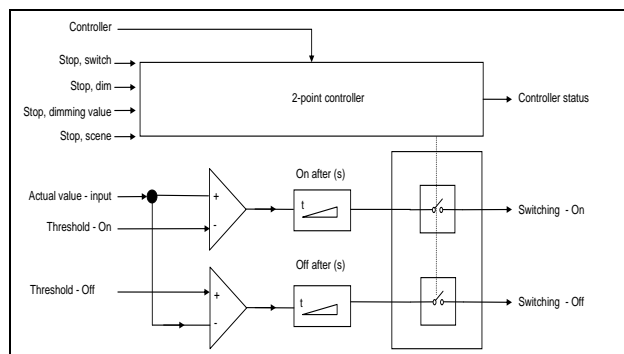 Controller
Stop, switch
Stop, dim
Stop, dimming value
Stop, scene
2-point controller
Controller status
On after (s)
Actual value - input
+
-
t
Switching - On
Threshold - On
Off after (s)
Threshold - Off
+
-
t
Switching - Off